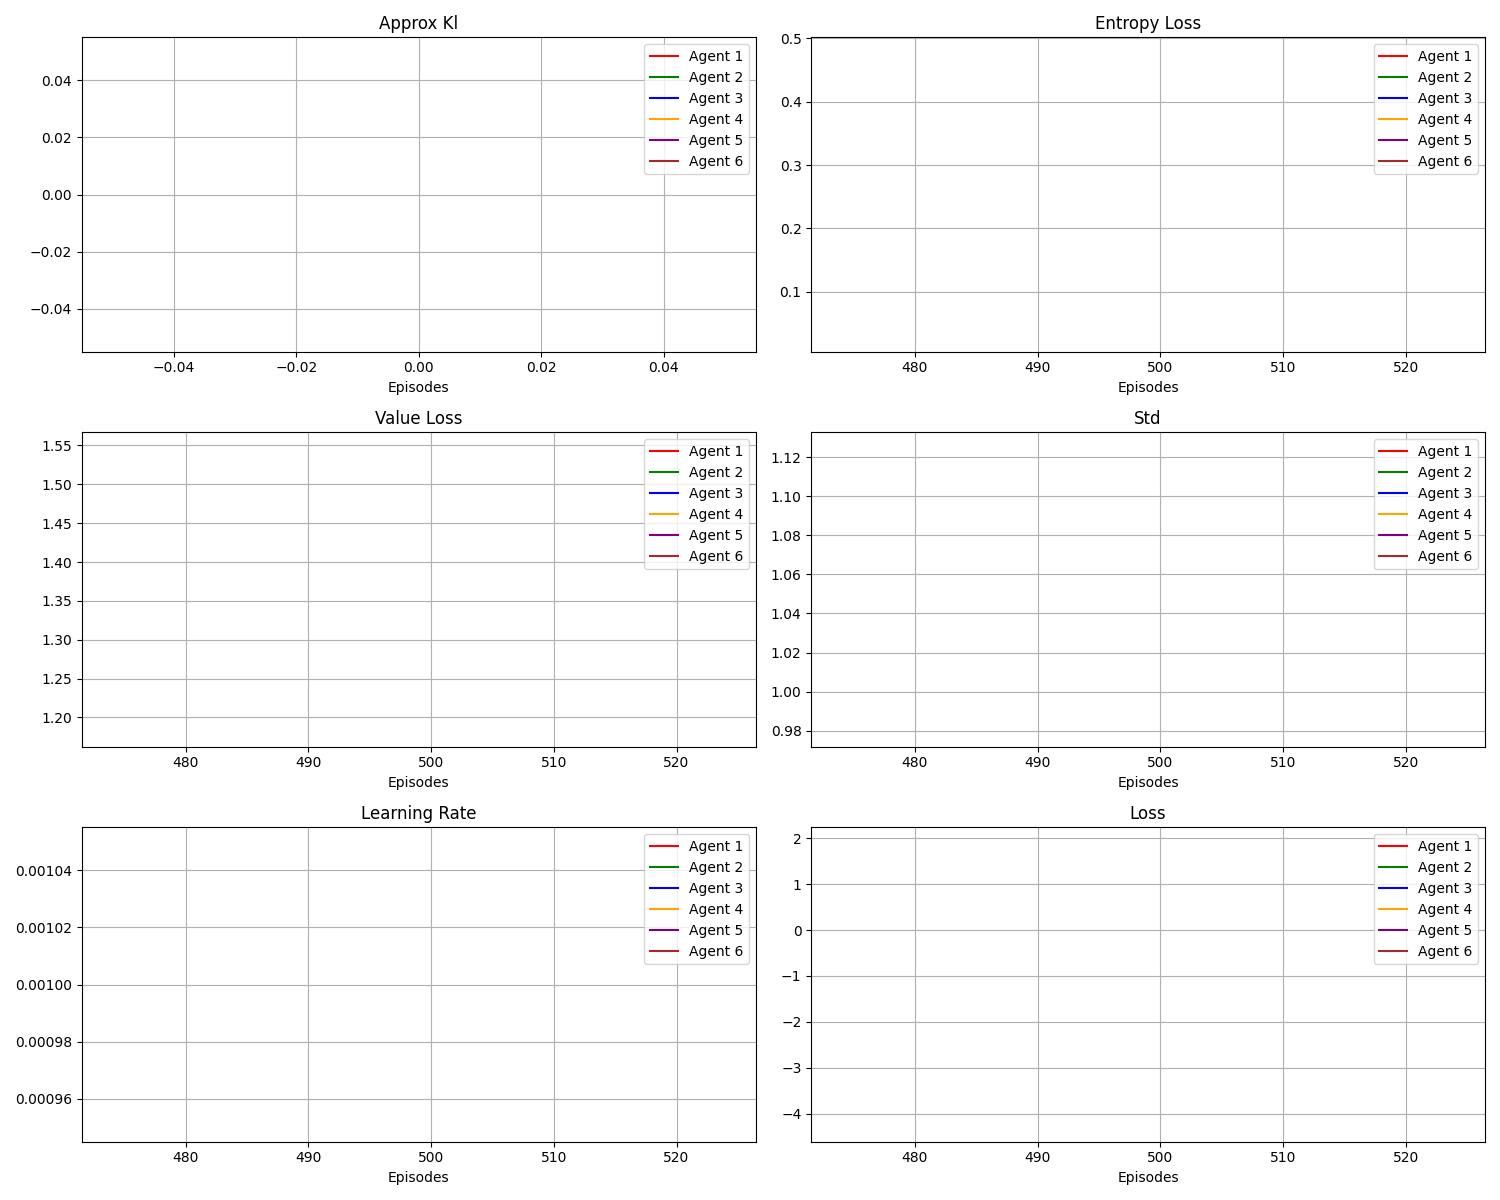 Approx Kl
0.04
0.02
0.00
−0.02
−0.04
Agent 1
Agent 2
Agent 3
Agent 4
Agent 5
Agent 6
−0.04 −0.02 0.00 0.02 0.04
Episodes
Entropy Loss
0.5
0.4
0.3
0.2
0.1
Agent 1
Agent 2
Agent 3
Agent 4
Agent 5
Agent 6
480 490 500 510 520
Episodes
Value Loss
1.55
1.50
1.45
1.40
1.35
1.30
1.25
1.20
Agent 1
Agent 2
Agent 3
Agent 4
Agent 5
Agent 6
480 490 500 510 520
Episodes
Std
1.12
1.10
1.08
1.06
1.04
1.02
1.00
0.98
Agent 1
Agent 2
Agent 3
Agent 4
Agent 5
Agent 6
480 490 500 510 520
Episodes
Learning Rate
0.00104
0.00102
0.00100
0.00098
0.00096
Agent 1
Agent 2
Agent 3
Agent 4
Agent 5
Agent 6
480 490 500 510 520
Episodes
Loss
2
1
0
−1
−2
−3
−4
Agent 1
Agent 2
Agent 3
Agent 4
Agent 5
Agent 6
480 490 500 510 520
Episodes